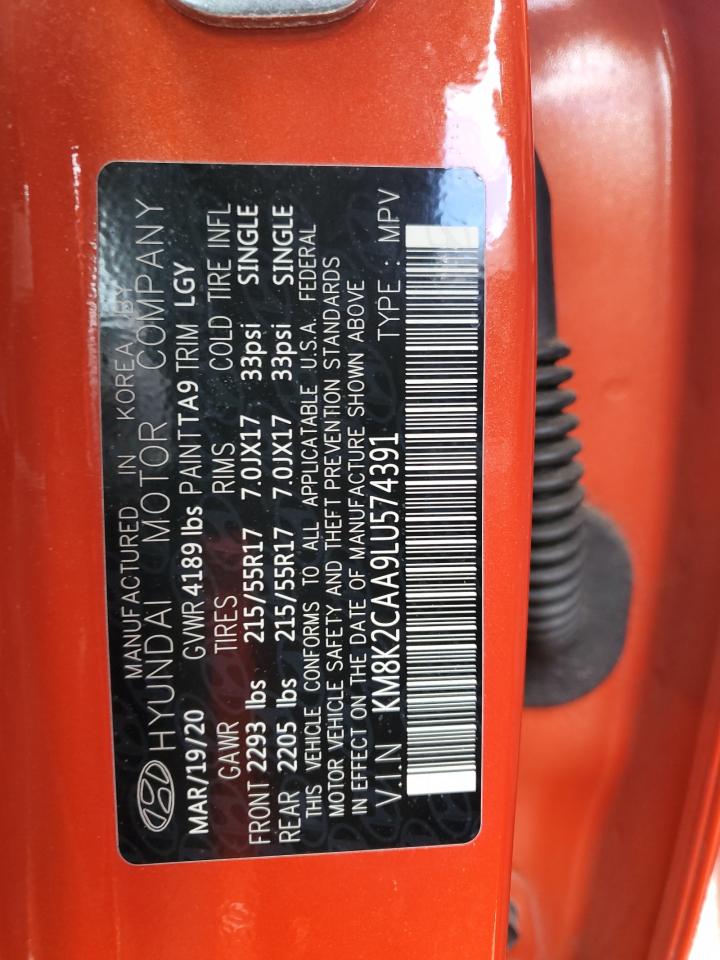 MANUFACTURED IN KOREA BY
HYUNDAI MOTOR COMPANY
MAR/19/20 GVWR 4189 lbs PAINT TA9 TRIM LGY
GAWR TIRES RIMS COLD TIRE INFL
FRONT 2293 lbs 215/55R17 7.0JX17 33psi SINGLE
REAR 2205 lbs 215/55R17 7.0JX17 33psi SINGLE
THIS VEHICLE CONFORMS TO ALL APPLICATABLE U.S.A. FEDERAL
MOTOR VEHICLE SAFETY AND THEFT PREVENTION STANDARDS
IN EFFECT ON THE DATE OF MANUFACTURE SHOWN ABOVE
V.I.N KM8K2CAA9LU574391 TYPE : MPV